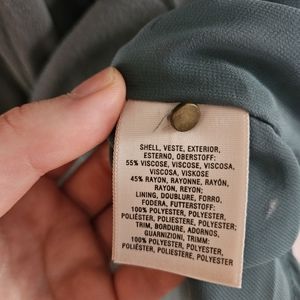 SHELL, VESTE, EXTERIOR,
ESTERNO, OBERSTOFF:
55% VISCOSE, VISCOSA,
VISCOSA, VISKOSE
45% RAYON, RAYONNE, RAYÓN,
RAYON, REYON:
LINING, DOUBLURE, FORRO,
FODERA, FUTTERSTOFF:
100% POLYESTER, POLYESTER,
POLIÉSTER, POLIESTERE, POLYESTER;
TRIM, BORDURE, ADORNOS,
GUARNIZIONI, TRIMM:
100% POLYESTER, POLYESTER,
POLIÉSTER, POLIESTERE, POLYESTER